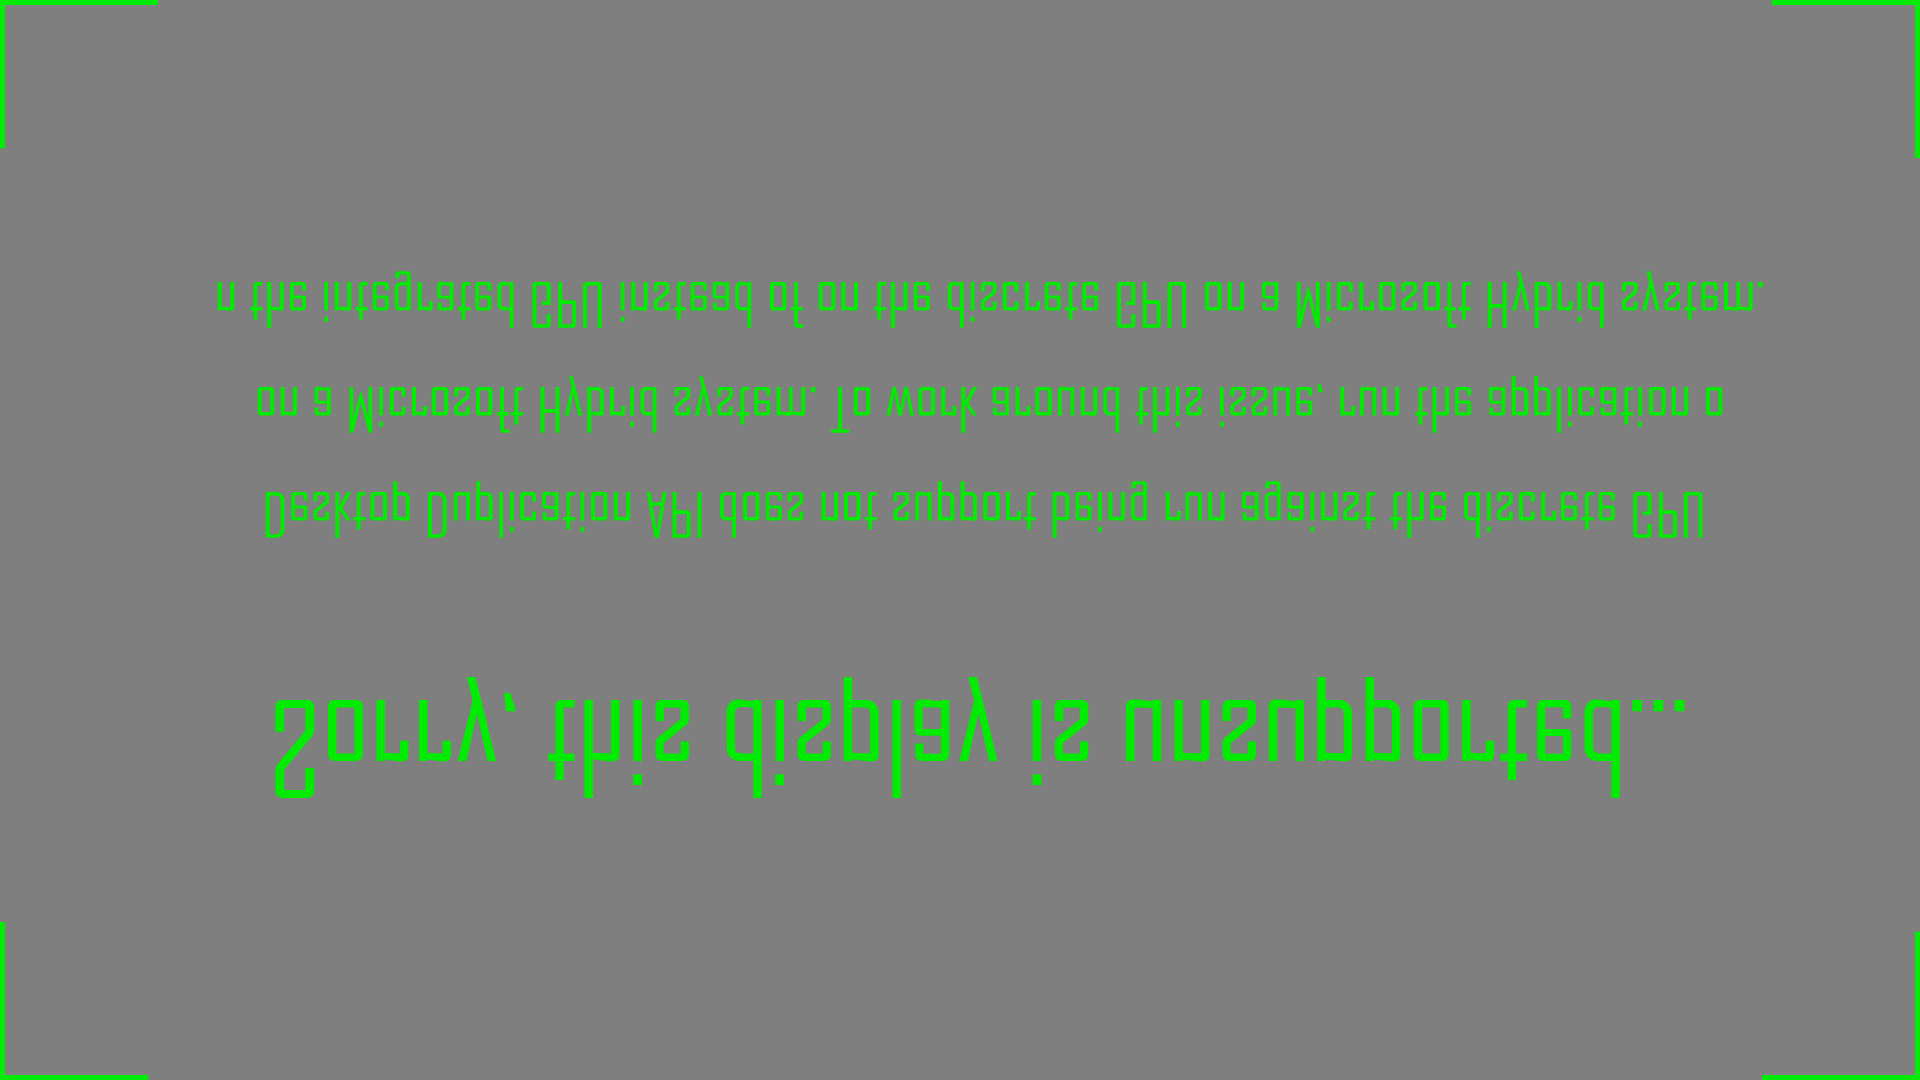 Sorry, this display is unsupported...
Desktop Duplication API does not support being run against the discrete GPU
on a Microsoft Hybrid system. To work around this issue, run the application o
n the integrated GPU instead of on the discrete GPU on a Microsoft Hybrid system.